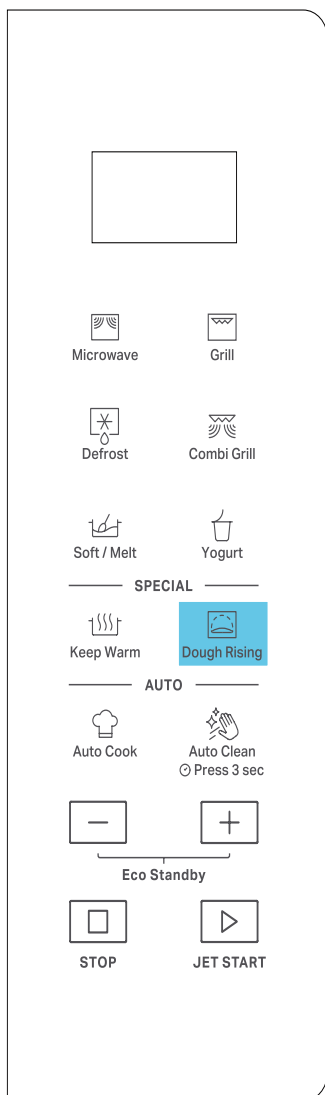 Microwave Grill
Defrost Combi Grill
Soft / Melt Yogurt
SPECIAL
Keep Warm Dough Rising
AUTO
Auto Cook Auto Clean
Press 3 sec
Eco Standby
STOP JET START